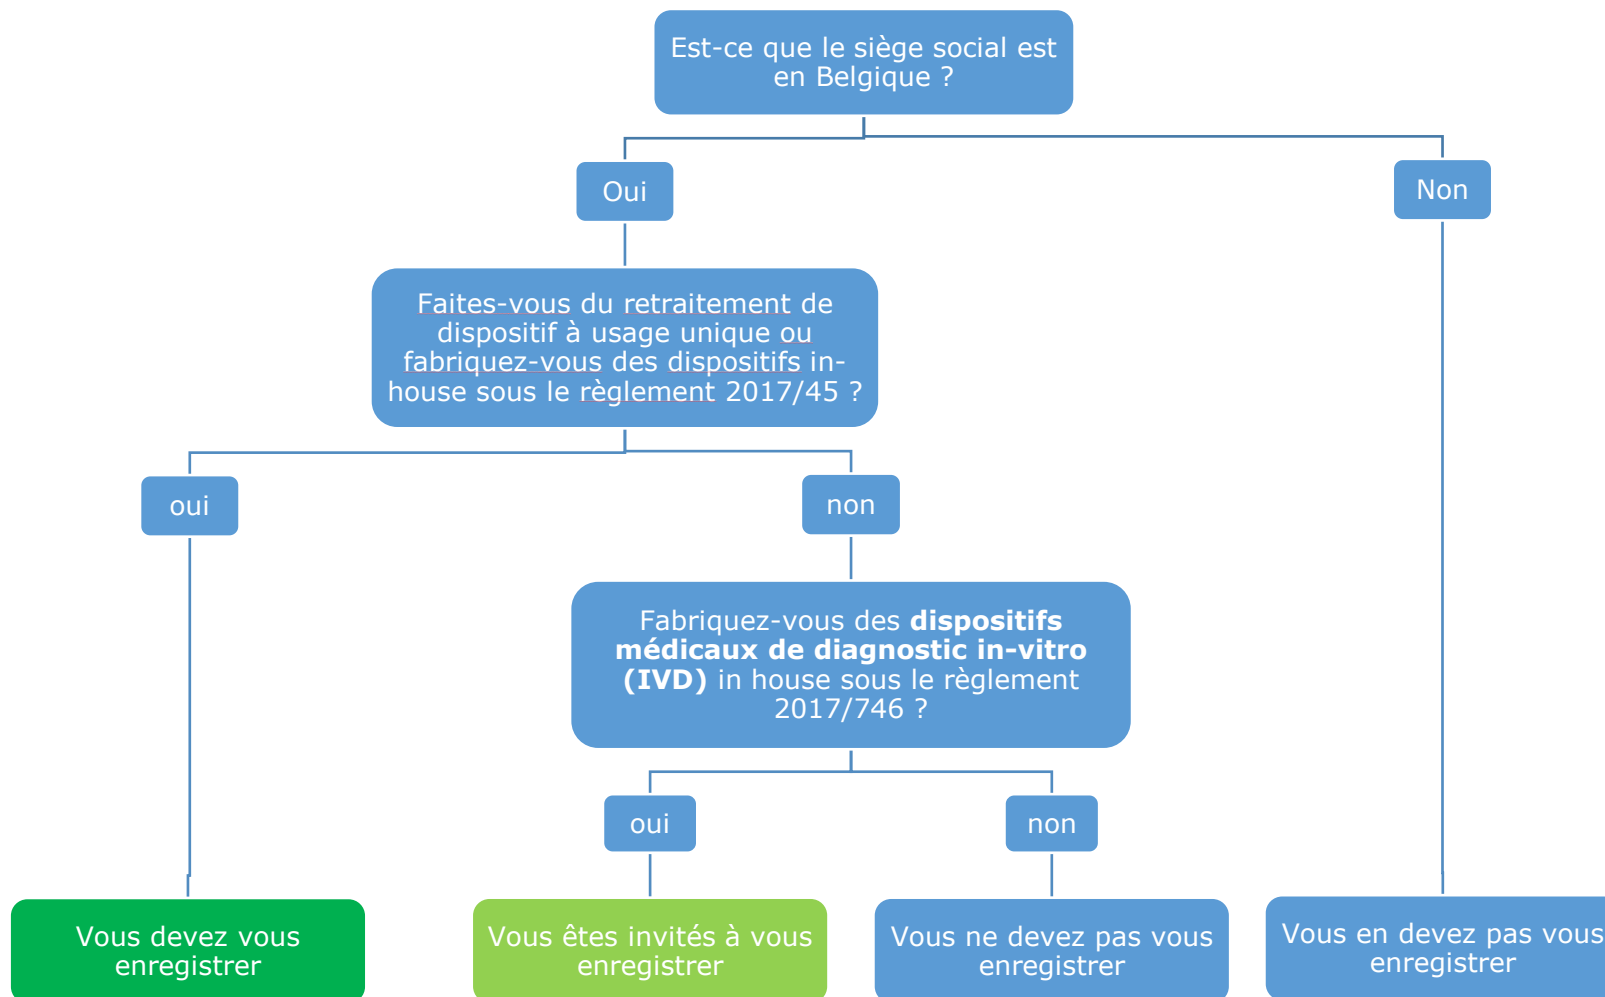 Est-ce que le siège social est
en Belgique ?
Oui
Non
Faites-vous du retraitement de
dispositif à usage unique ou
fabriquez-vous des dispositifs in-
house sous le règlement 2017/45 ?
oui
non
Fabriquez-vous des dispositifs
médicaux de diagnostic in-vitro
(IVD) in house sous le règlement
2017/746 ?
oui
non
Vous devez vous
enregistrer
Vous êtes invités à vous
enregistrer
Vous ne devez pas vous
enregistrer
Vous en devez pas vous
enregistrer